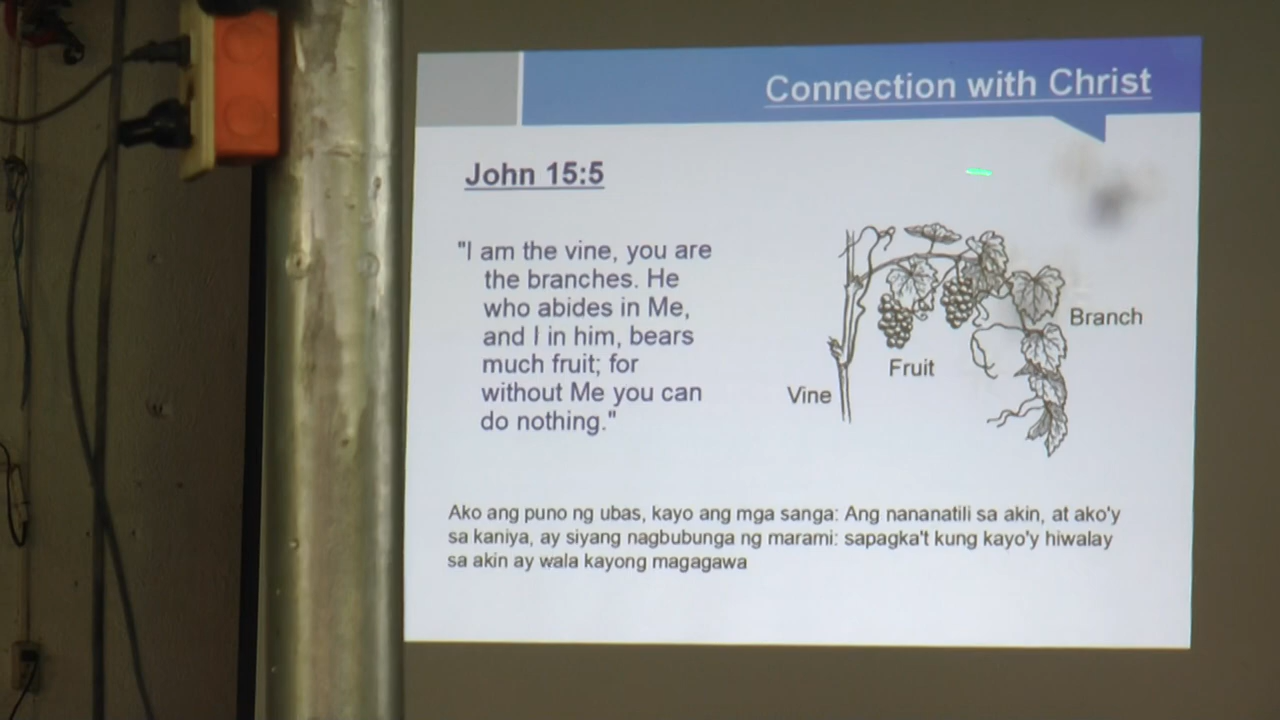 Connection with Christ
John 15:5
"I am the vine, you are
the branches. He
who abides in Me,
and I in him, bears
much fruit; for
without Me you can
do nothing."
Branch
Fruit
Vine
Ako ang puno ng ubas, kayo ang mga sanga: Ang nananatili sa akin, at ako'y
sa kaniya, ay siyang nagbubunga ng marami: sapagka't kung kayo'y hiwalay
sa akin ay wala kayong magagawa